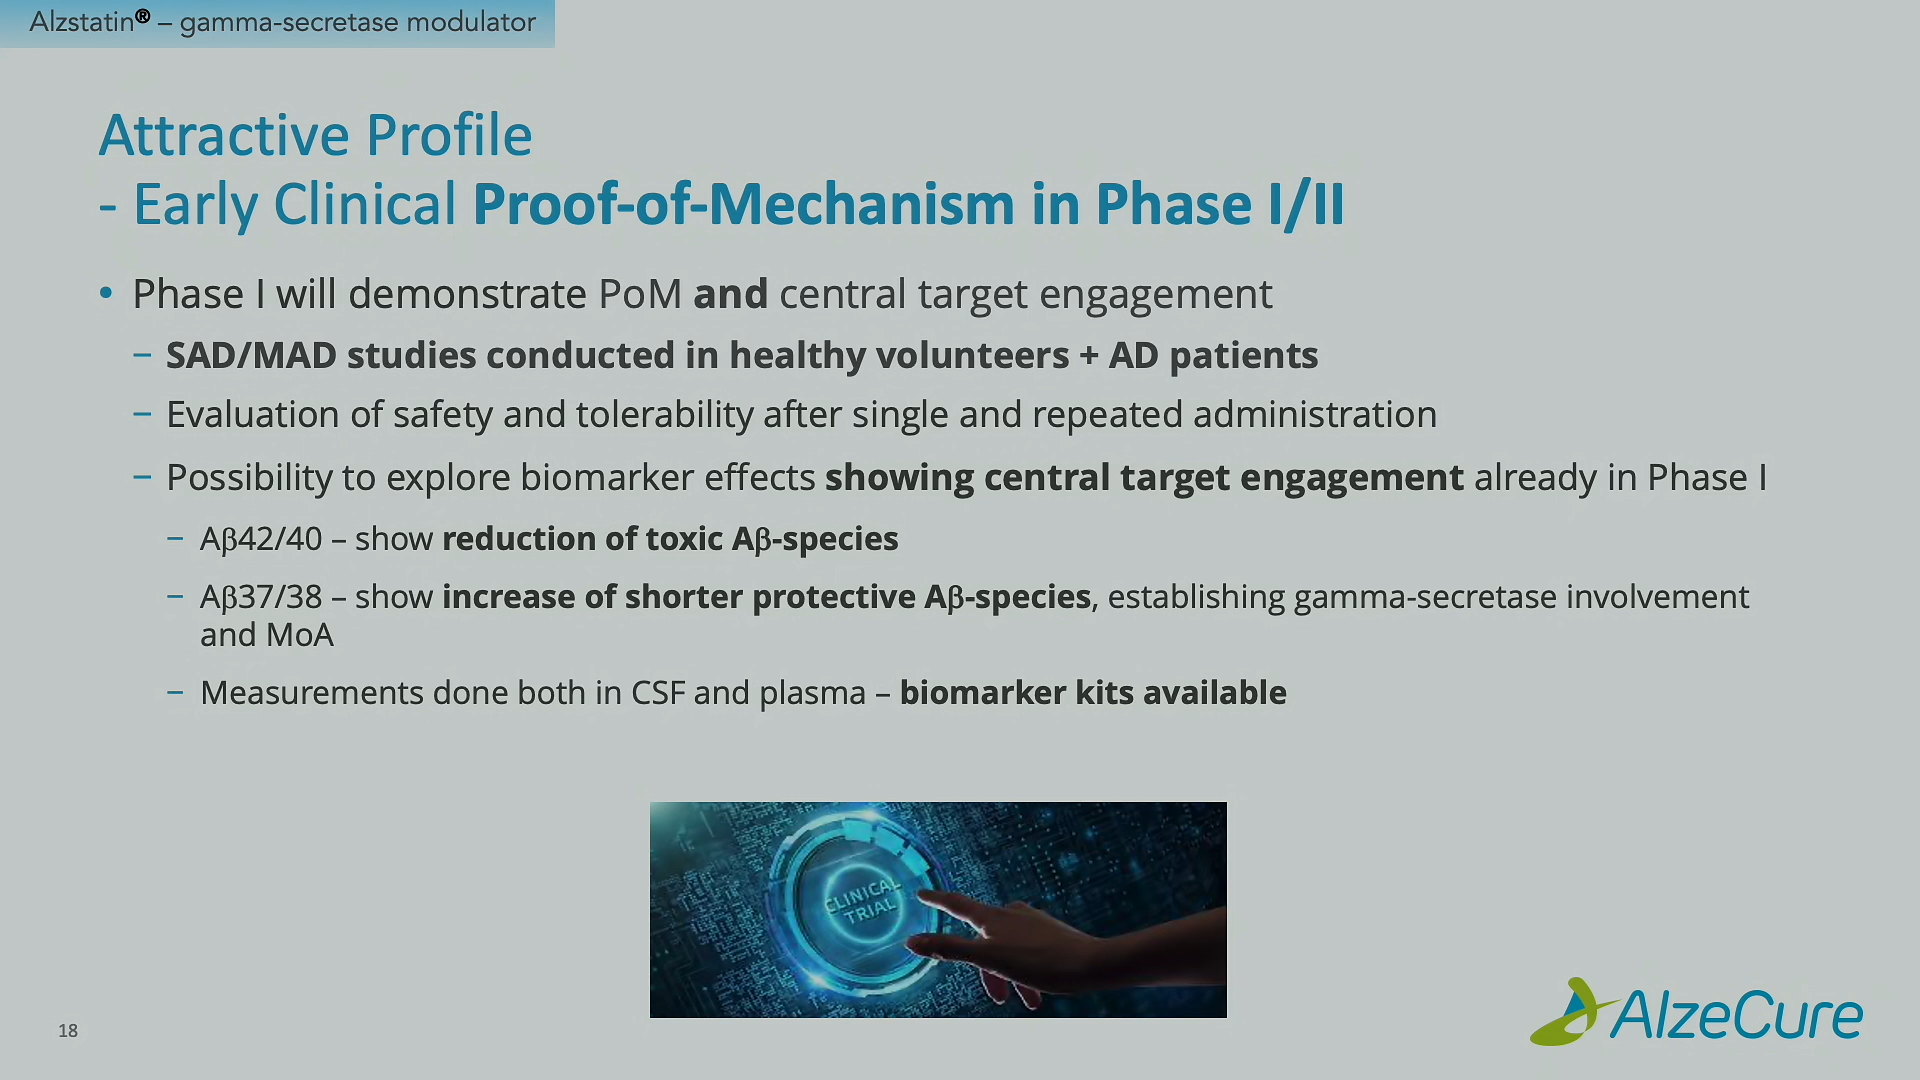 Alzstatin® – gamma-secretase modulator
Attractive Profile
- Early Clinical Proof-of-Mechanism in Phase I/II
• Phase I will demonstrate PoM and central target engagement
– SAD/MAD studies conducted in healthy volunteers + AD patients
– Evaluation of safety and tolerability after single and repeated administration
– Possibility to explore biomarker effects showing central target engagement already in Phase I
– Aβ42/40 – show reduction of toxic Aβ-species
– Aβ37/38 – show increase of shorter protective Aβ-species, establishing gamma-secretase involvement
and MoA
– Measurements done both in CSF and plasma – biomarker kits available
CLINICAL
TRIAL
18
AlzeCure